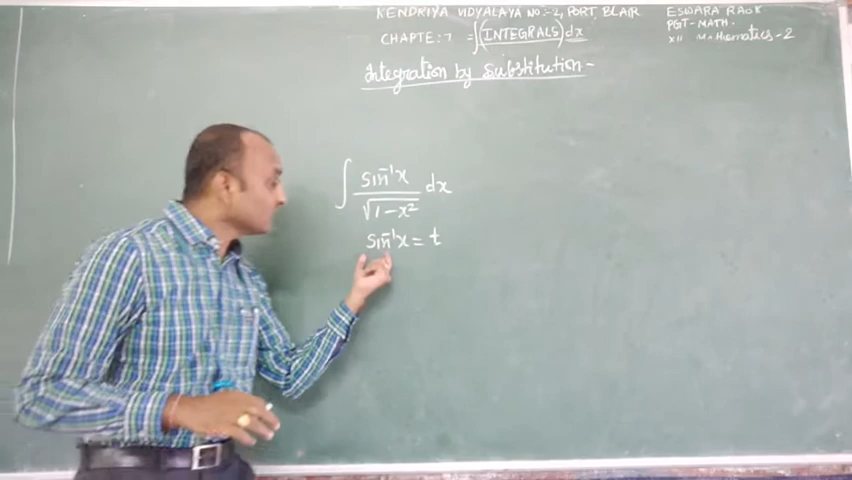 KENDRIYA VIDYALAYA NO:-2, PORT BLAIR
ESWARA RAO K
PGT-MATH.
CHAPTE:7 =∫(INTEGRALS)dx
XII Mathematics-2
Integration by Substitution-
∫ sin⁻¹x / √1-x² dx
sin⁻¹x = t